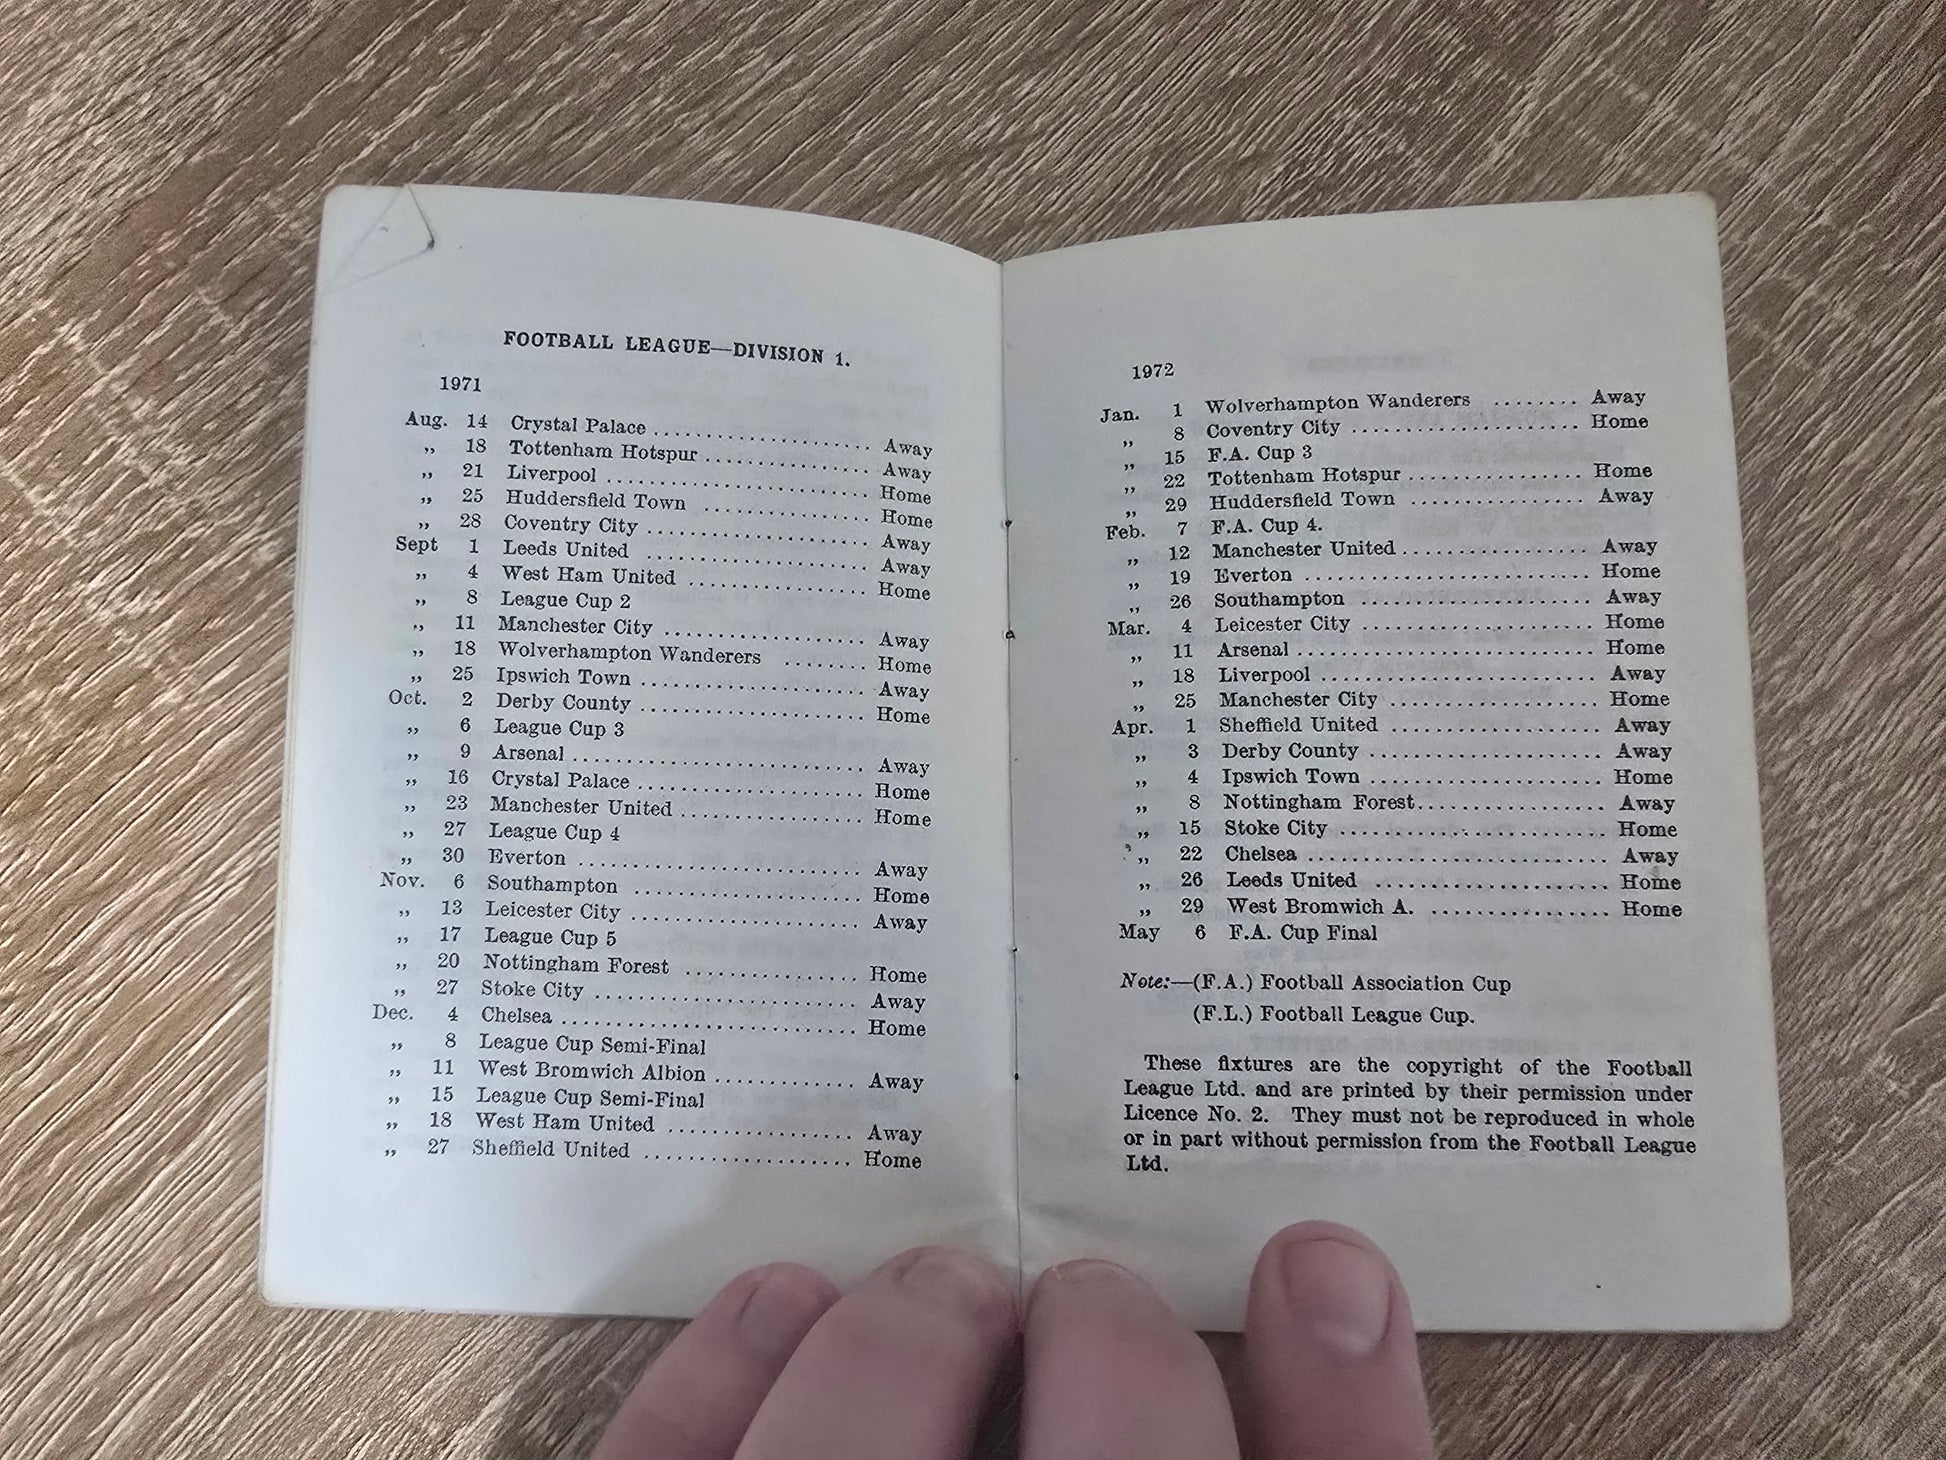 FOOTBALL LEAGUE—DIVISION 1.
1971
Aug. 14 Crystal Palace .................... Away
„ 18 Tottenham Hotspur ............... Away
„ 21 Liverpool ........................ Home
„ 25 Huddersfield Town ............... Home
„ 28 Coventry City .................... Away
Sept 1 Leeds United .................... Away
„ 4 West Ham United ................ Home
„ 8 League Cup 2
„ 11 Manchester City .................. Away
„ 18 Wolverhampton Wanderers ........ Home
„ 25 Ipswich Town .................... Away
Oct. 2 Derby County .................... Home
„ 6 League Cup 3
„ 9 Arsenal .......................... Away
„ 16 Crystal Palace .................... Home
„ 23 Manchester United ................ Home
„ 27 League Cup 4
„ 30 Everton .......................... Away
Nov. 6 Southampton .................... Home
„ 13 Leicester City .................... Away
„ 17 League Cup 5
„ 20 Nottingham Forest ............... Home
„ 27 Stoke City ........................ Away
Dec. 4 Chelsea ........................... Home
„ 8 League Cup Semi-Final
„ 11 West Bromwich Albion ............ Away
„ 15 League Cup Semi-Final
„ 18 West Ham United ................ Away
„ 27 Sheffield United .................. Home
1972
Jan. 1 Wolverhampton Wanderers ........ Away
„ 8 Coventry City .................... Home
„ 15 F.A. Cup 3
„ 22 Tottenham Hotspur ............... Home
„ 29 Huddersfield Town ............... Away
Feb. 7 F.A. Cup 4.
„ 12 Manchester United ................ Away
„ 19 Everton .......................... Home
„ 26 Southampton .................... Away
Mar. 4 Leicester City .................... Home
„ 11 Arsenal .......................... Home
„ 18 Liverpool ........................ Away
„ 25 Manchester City .................. Home
Apr. 1 Sheffield United .................. Away
„ 3 Derby County .................... Away
„ 4 Ipswich Town .................... Home
„ 8 Nottingham Forest ................ Away
„ 15 Stoke City ........................ Home
„ 22 Chelsea ........................... Away
„ 26 Leeds United .................... Home
„ 29 West Bromwich A. ................ Home
May 6 F.A. Cup Final
Note:—(F.A.) Football Association Cup
(F.L.) Football League Cup.
These fixtures are the copyright of the Football
League Ltd. and are printed by their permission under
Licence No. 2. They must not be reproduced in whole
or in part without permission from the Football League
Ltd.